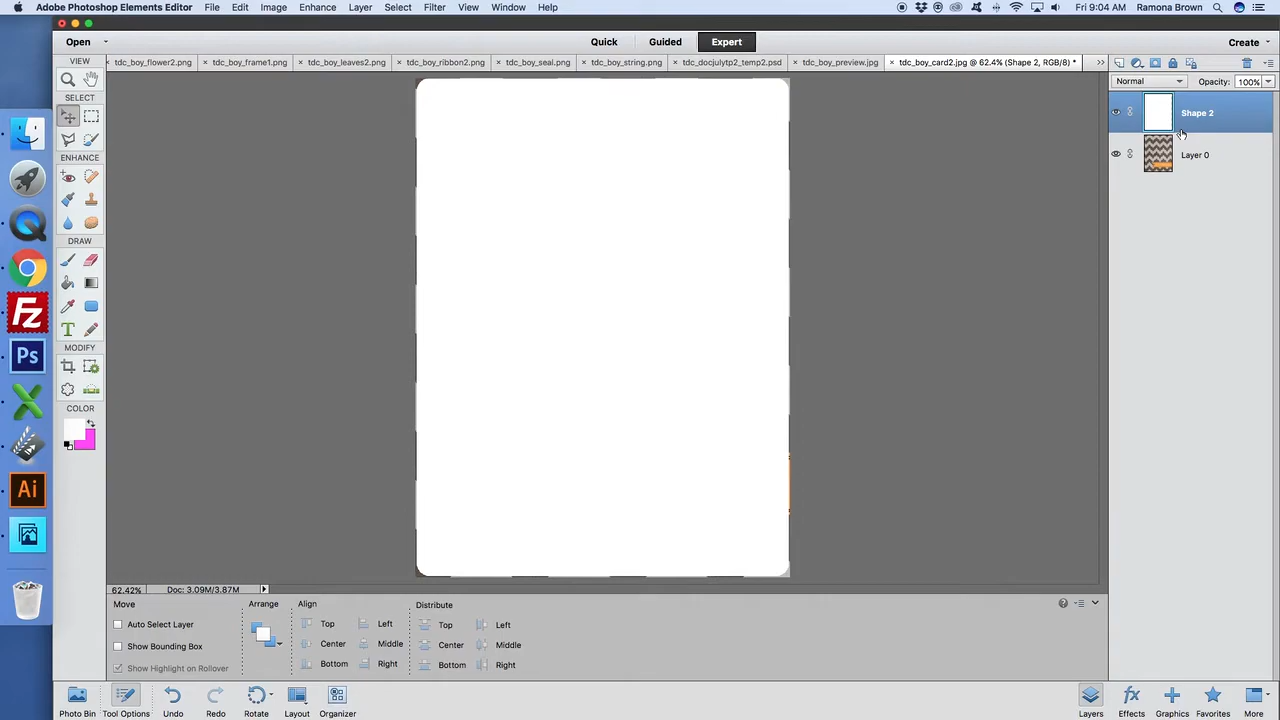 Adobe Photoshop Elements Editor File Edit Image Enhance Layer Select Filter View Window Help Fri 9:04 AM Ramona Brown
Open Quick Guided Expert Create
VIEW tdc_boy_flower2.png tdc_boy_frame1.png tdc_boy_leaves2.png tdc_boy_ribbon2.png tdc_boy_seal.png tdc_boy_string.png tdc_docjulytp2_temp2.psd tdc_boy_preview.jpg tdc_boy_card2.jpg @ 62.4% (Shape 2, RGB/8) *
Normal Opacity: 100%
SELECT
Shape 2
Layer 0
ENHANCE
DRAW
Fz
T
MODIFY
Ps
COLOR
Ai
62.42% Doc: 3.09M/3.87M
Move Arrange Align Distribute
Auto Select Layer Top Left Top Left
Show Bounding Box Center Middle Center Middle
Show Highlight on Rollover Bottom Right Bottom Right
Photo Bin Tool Options Undo Redo Rotate Layout Organizer Layers Effects Graphics Favorites More